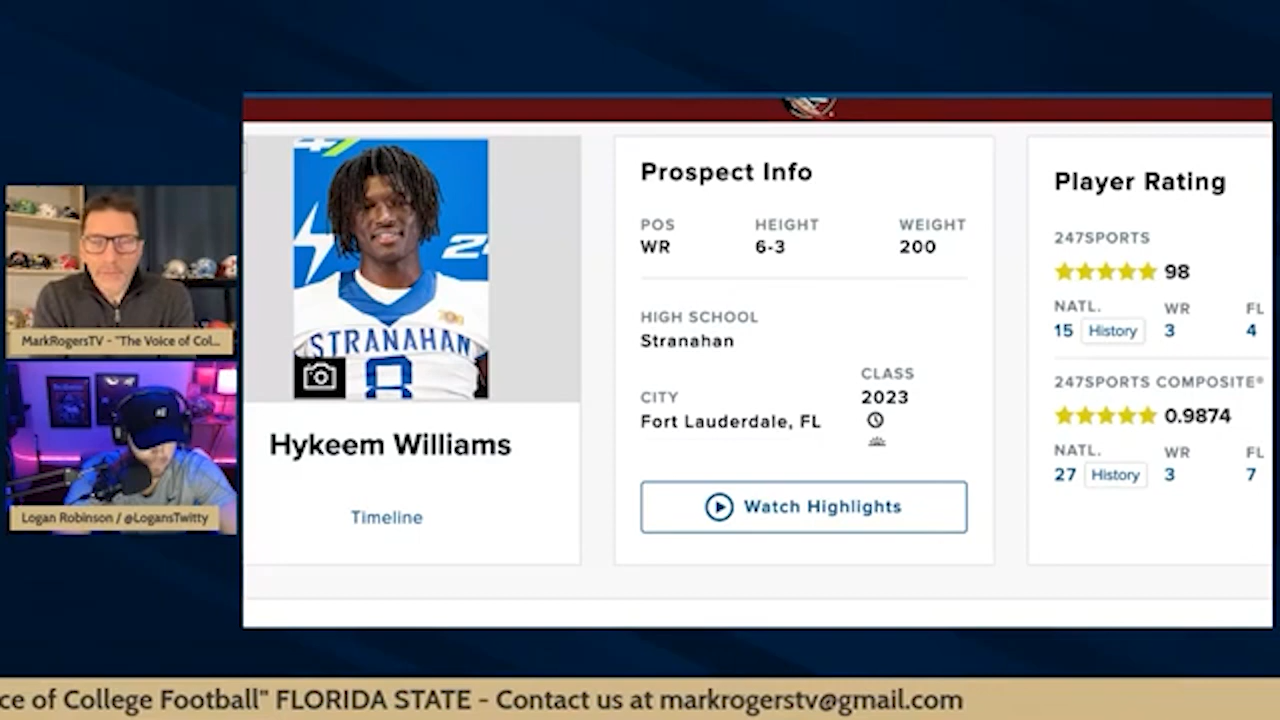 Prospect Info
POS HEIGHT WEIGHT
WR 6-3 200
HIGH SCHOOL
Stranahan
CLASS
2023
CITY
Fort Lauderdale, FL
Watch Highlights
STRANAHAN
8
Hykeem Williams
Timeline
Player Rating
247SPORTS
98
NATL. WR FL
15 History 3 4
247SPORTS COMPOSITE®
0.9874
NATL. WR FL
27 History 3 7
MarkRogersTV - "The Voice of Col...
Logan Robinson / @LogansTwitty
ce of College Football" FLORIDA STATE - Contact us at markrogerstv@gmail.com